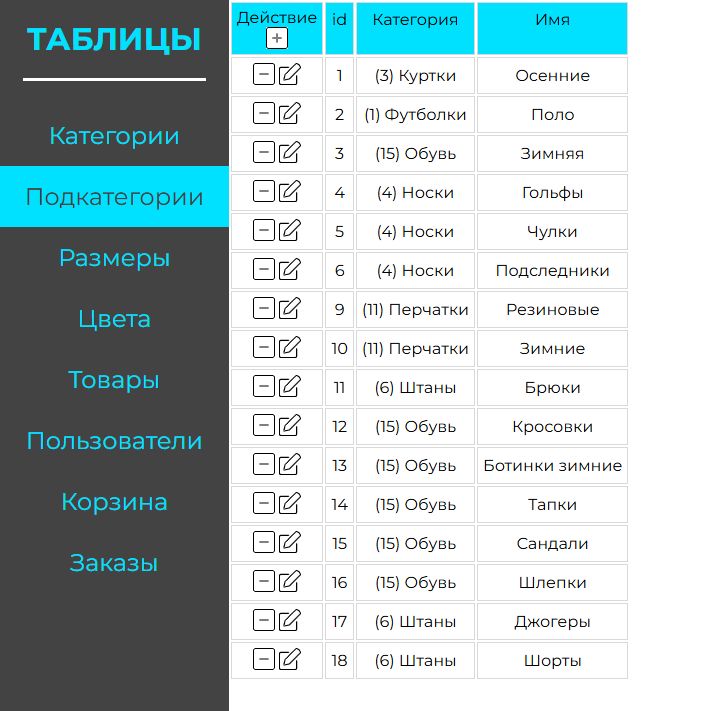 ТАБЛИЦЫ
Категории
Подкатегории
Размеры
Цвета
Товары
Пользователи
Корзина
Заказы
Действие id Категория Имя
1 (3) Куртки Осенние
2 (1) Футболки Поло
3 (15) Обувь Зимняя
4 (4) Носки Гольфы
5 (4) Носки Чулки
6 (4) Носки Подследники
9 (11) Перчатки Резиновые
10 (11) Перчатки Зимние
11 (6) Штаны Брюки
12 (15) Обувь Кросовки
13 (15) Обувь Ботинки зимние
14 (15) Обувь Тапки
15 (15) Обувь Сандали
16 (15) Обувь Шлепки
17 (6) Штаны Джогеры
18 (6) Штаны Шорты